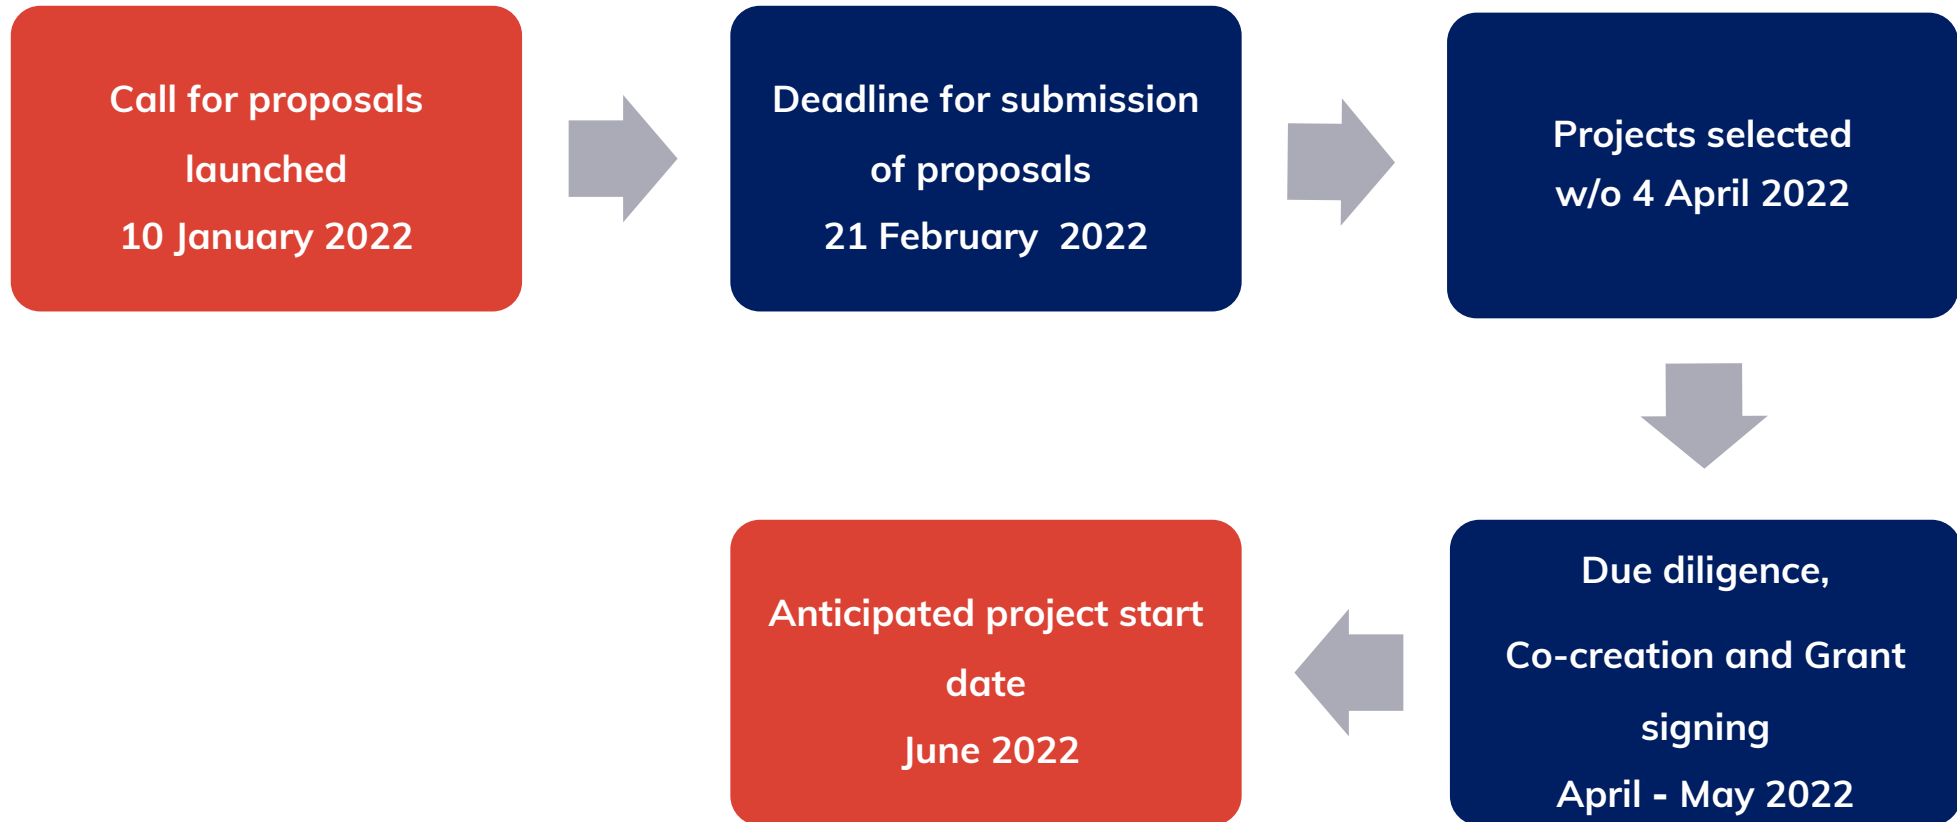 Call for proposals
launched
10 January 2022
Deadline for submission
of proposals
21 February 2022
Projects selected
w/o 4 April 2022
Due diligence,
Co-creation and Grant
signing
April - May 2022
Anticipated project start
date
June 2022